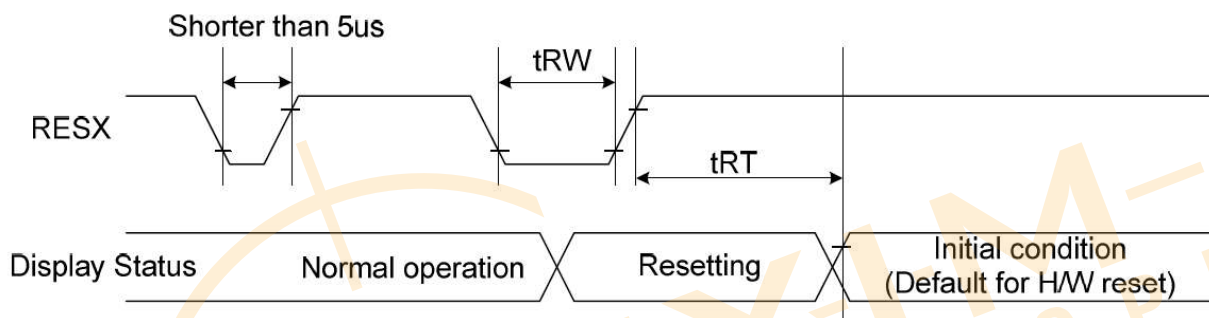 Shorter than 5us
tRW
RESX
tRT
Display Status
Normal operation
Resetting
Initial condition
(Default for H/W reset)